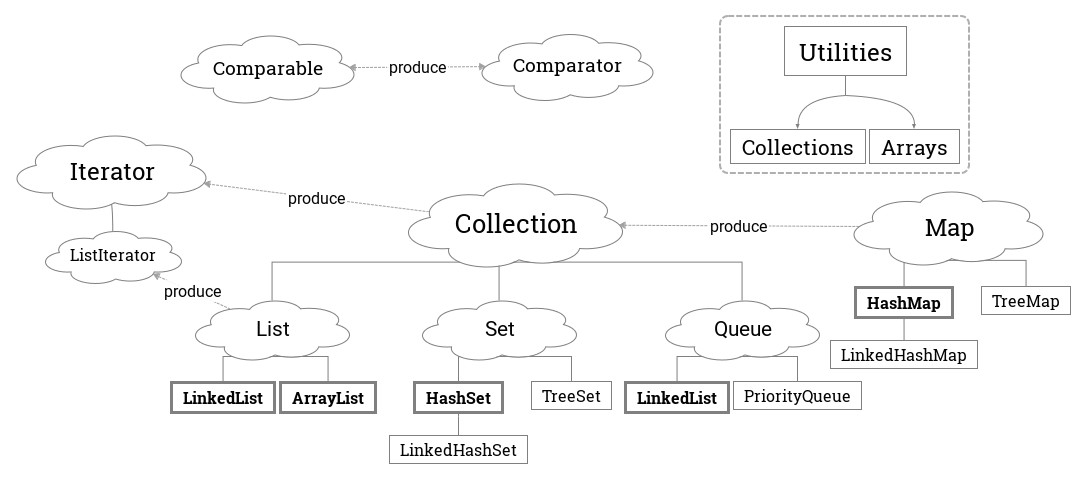 Utilities
Comparable
produce
Comparator
Collections
Arrays
Iterator
produce
Collection
produce
Map
ListIterator
produce
HashMap
TreeMap
List
Set
Queue
LinkedHashMap
LinkedList
ArrayList
HashSet
TreeSet
LinkedList
PriorityQueue
LinkedHashSet